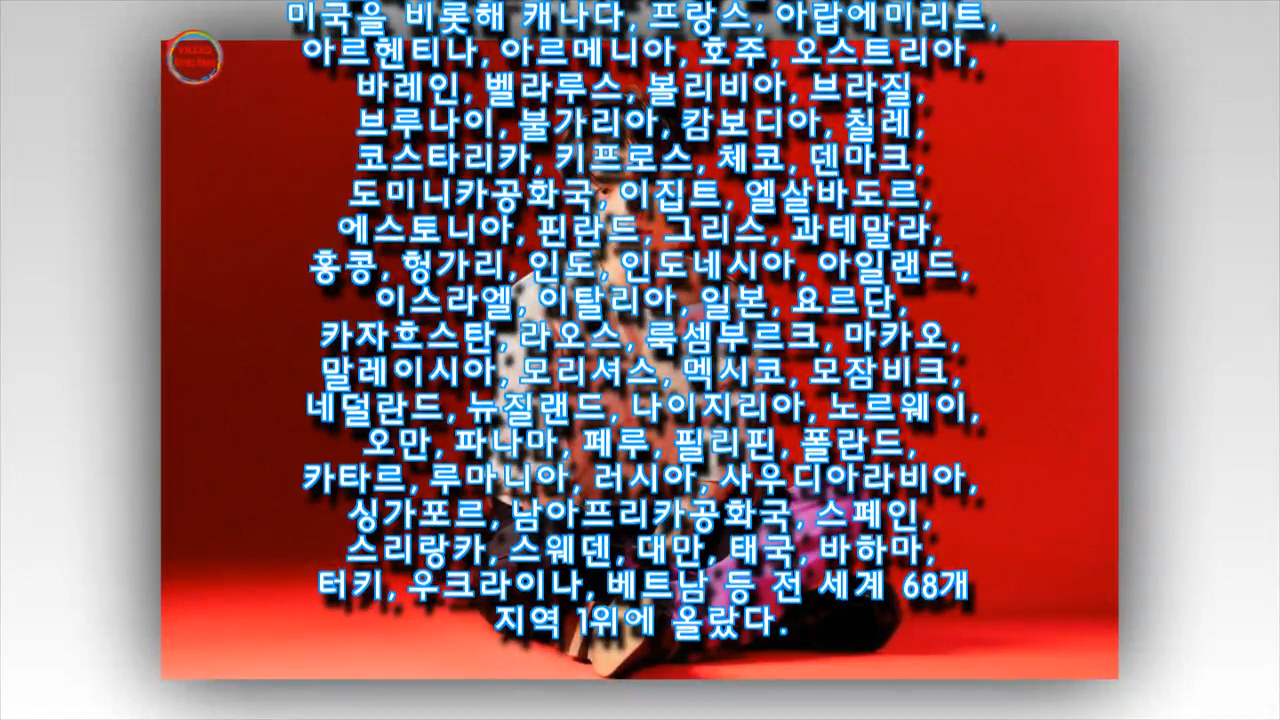 미국을 비롯해 캐나다, 프랑스, 아랍에미리트,
아르헨티나, 아르메니아, 호주, 오스트리아,
바레인, 벨라루스, 볼리비아, 브라질,
브루나이, 불가리아, 캄보디아, 칠레,
코스타리카, 키프로스, 체코, 덴마크,
도미니카공화국, 이집트, 엘살바도르,
에스토니아, 핀란드, 그리스, 과테말라,
홍콩, 헝가리, 인도, 인도네시아, 아일랜드,
이스라엘, 이탈리아, 일본, 요르단,
카자흐스탄, 라오스, 룩셈부르크, 마카오,
말레이시아, 모리셔스, 멕시코, 모잠비크,
네덜란드, 뉴질랜드, 나이지리아, 노르웨이,
오만, 파나마, 페루, 필리핀, 폴란드,
카타르, 루마니아, 러시아, 사우디아라비아,
싱가포르, 남아프리카공화국, 스페인,
스리랑카, 스웨덴, 대만, 태국, 바하마,
터키, 우크라이나, 베트남 등 전 세계 68개
지역 1위에 올랐다.